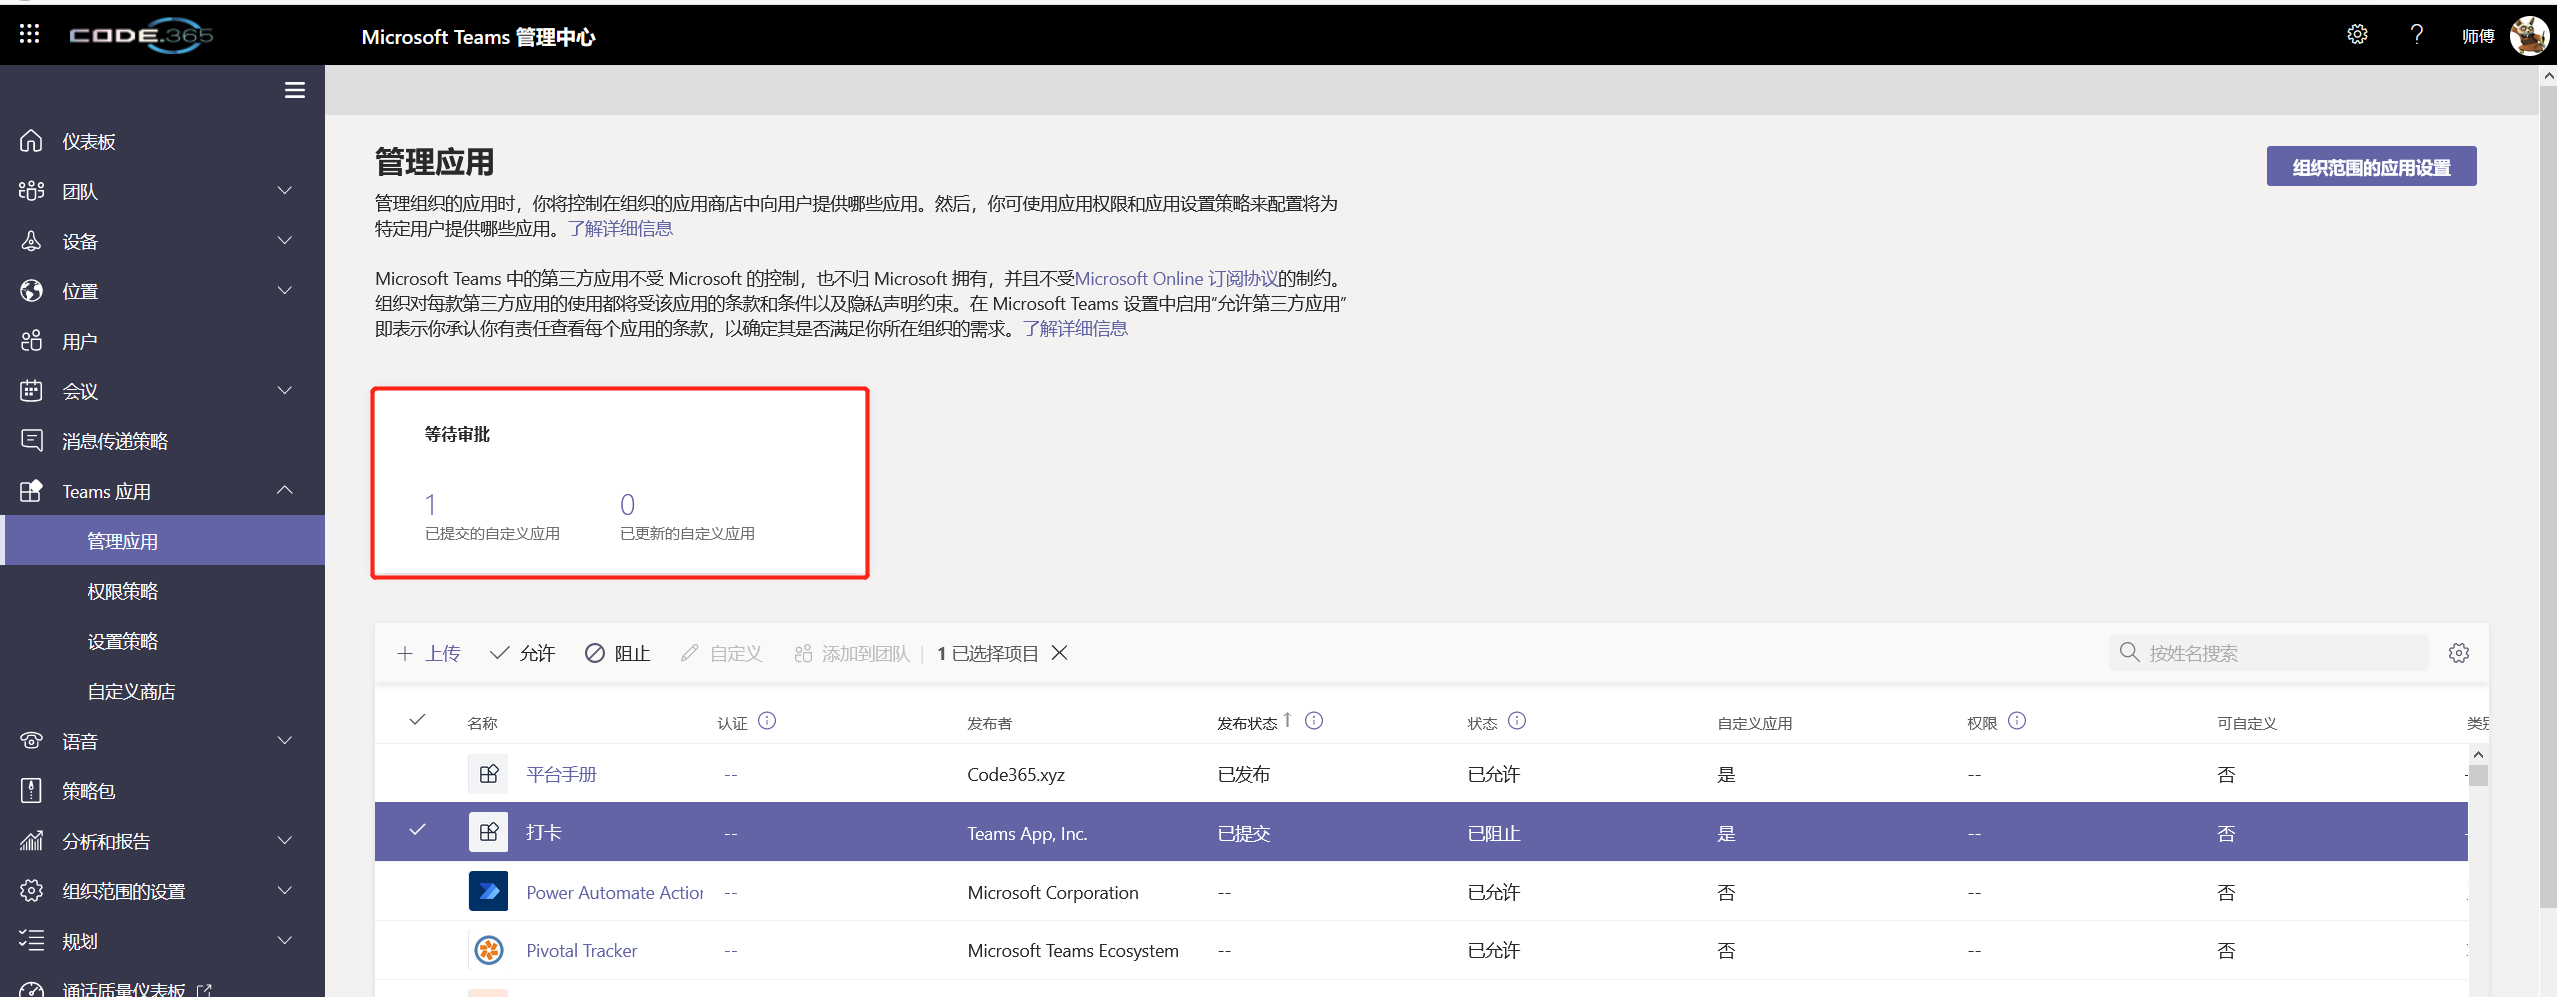 CODE.365
Microsoft Teams 管理中心
师傅
仪表板
团队
设备
位置
用户
会议
消息传递策略
Teams 应用
管理应用
权限策略
设置策略
自定义商店
语音
策略包
分析和报告
组织范围的设置
规划
通话质量仪表板
管理应用
组织范围的应用设置
管理组织的应用时，你将控制在组织的应用商店中向用户提供哪些应用。然后，你可使用应用权限和应用设置策略来配置将为
特定用户提供哪些应用。了解详细信息
Microsoft Teams 中的第三方应用不受 Microsoft 的控制，也不归 Microsoft 拥有，并且不受Microsoft Online 订阅协议的制约。
组织对每款第三方应用的使用都将受该应用的条款和条件以及隐私声明约束。在 Microsoft Teams 设置中启用“允许第三方应用”
即表示你承认你有责任查看每个应用的条款，以确定其是否满足你所在组织的需求。了解详细信息
等待审批
1 0
已提交的自定义应用 已更新的自定义应用
上传 允许 阻止 自定义 添加到团队 | 1 已选择项目 按姓名搜索
名称 认证 发布者 发布状态 ↑ 状态 自定义应用 权限 可自定义 类别
平台手册 -- Code365.xyz 已发布 已允许 是 -- 否
打卡 -- Teams App, Inc. 已提交 已阻止 是 -- 否
Power Automate Action -- Microsoft Corporation -- 已允许 否 -- 否
Pivotal Tracker -- Microsoft Teams Ecosystem -- 已允许 否 -- 否